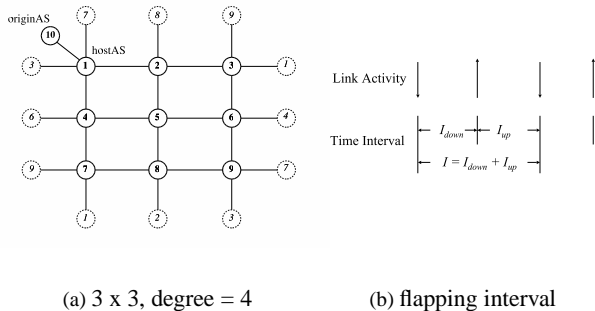 7 8 9
originAS
10
hostAS
3 1 2 3 1
6 4 5 6 4
9 7 8 9 7
1 2 3
(a) 3 x 3, degree = 4
Link Activity
Time Interval
I_down I_up
I = I_down + I_up
(b) flapping interval